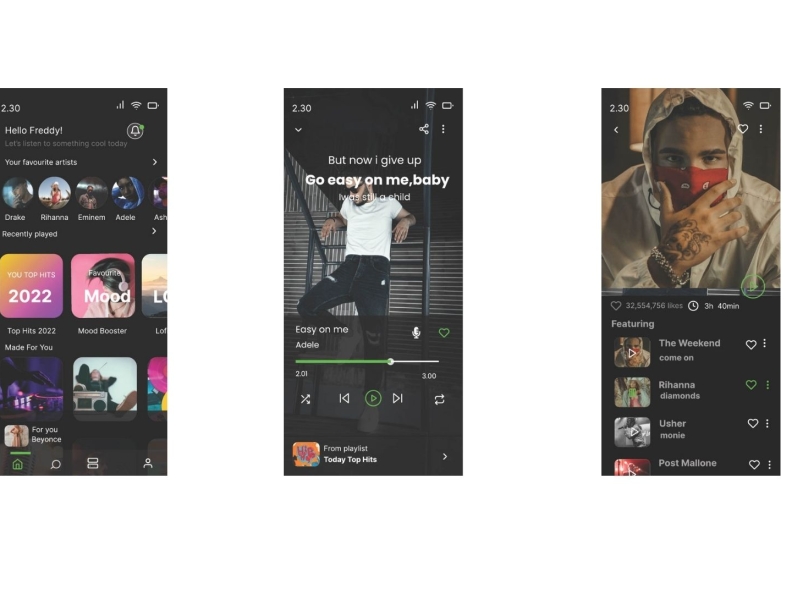 2.30
Hello Freddy!
Let's listen to something cool today
Your favourite artists
Drake Rihanna Eminem Adele Ash
Recently played
YOU TOP HITS
2022
Favourite
Mood
LO
Top Hits 2022 Mood Booster Lof
Made For You
For you
Beyonce
2.30
But now i give up
Go easy on me,baby
Iwas still a child
Easy on me
Adele
2.01 3.00
From playlist
Today Top Hits
2.30
32,554,756 likes 3h 40min
Featuring
The Weekend
come on
Rihanna
diamonds
Usher
monie
Post Mallone